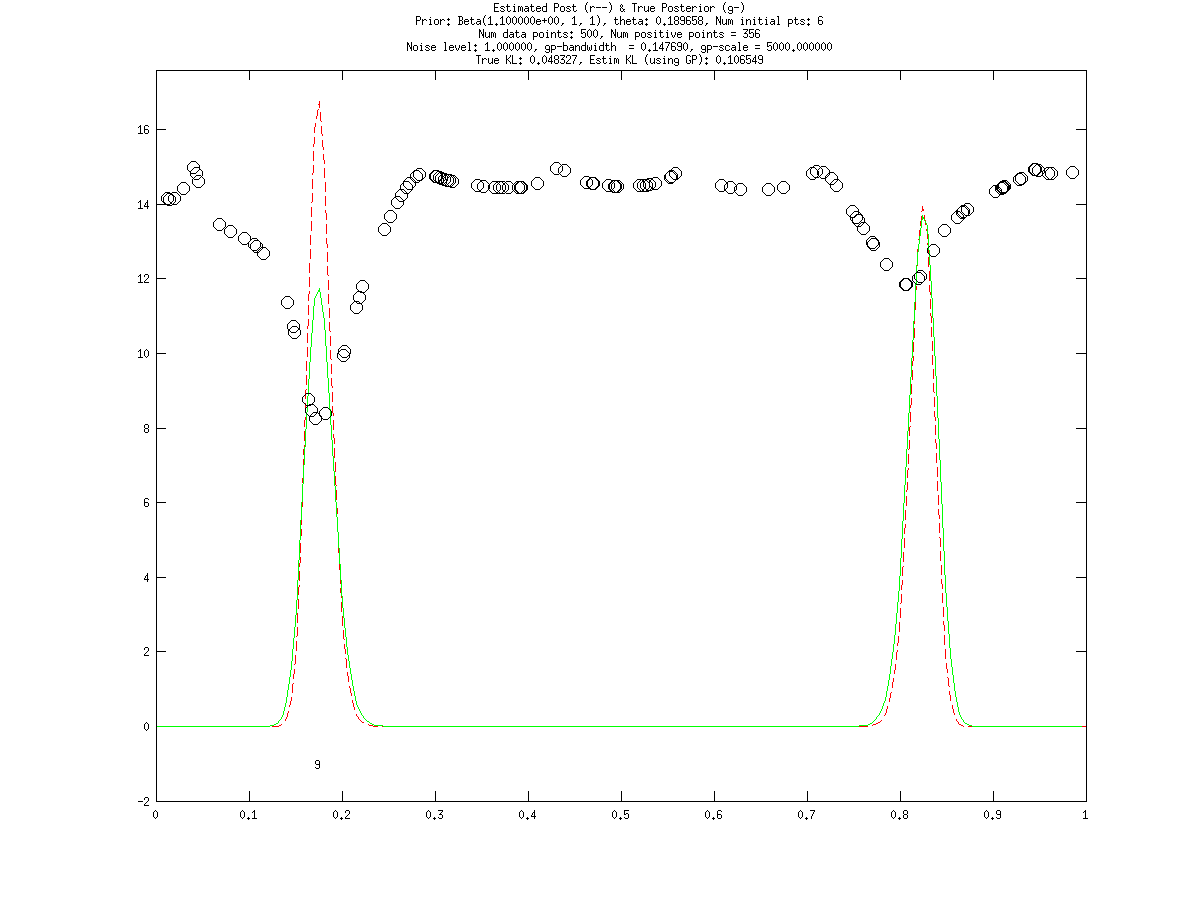 Estimated Post (r--) & True Posterior (g-)
Prior: Beta(1.100000e+00, 1, 1), theta: 0.189658, Num initial pts: 6
Num data points: 500, Num positive points = 356
Noise level: 1.000000, gp-bandwidth  = 0.147690, gp-scale = 5000.000000
True KL: 0.048327, Estim KL (using GP): 0.106549
16
14
12
10
8
6
4
2
0
9
-2
0 0.1 0.2 0.3 0.4 0.5 0.6 0.7 0.8 0.9 1